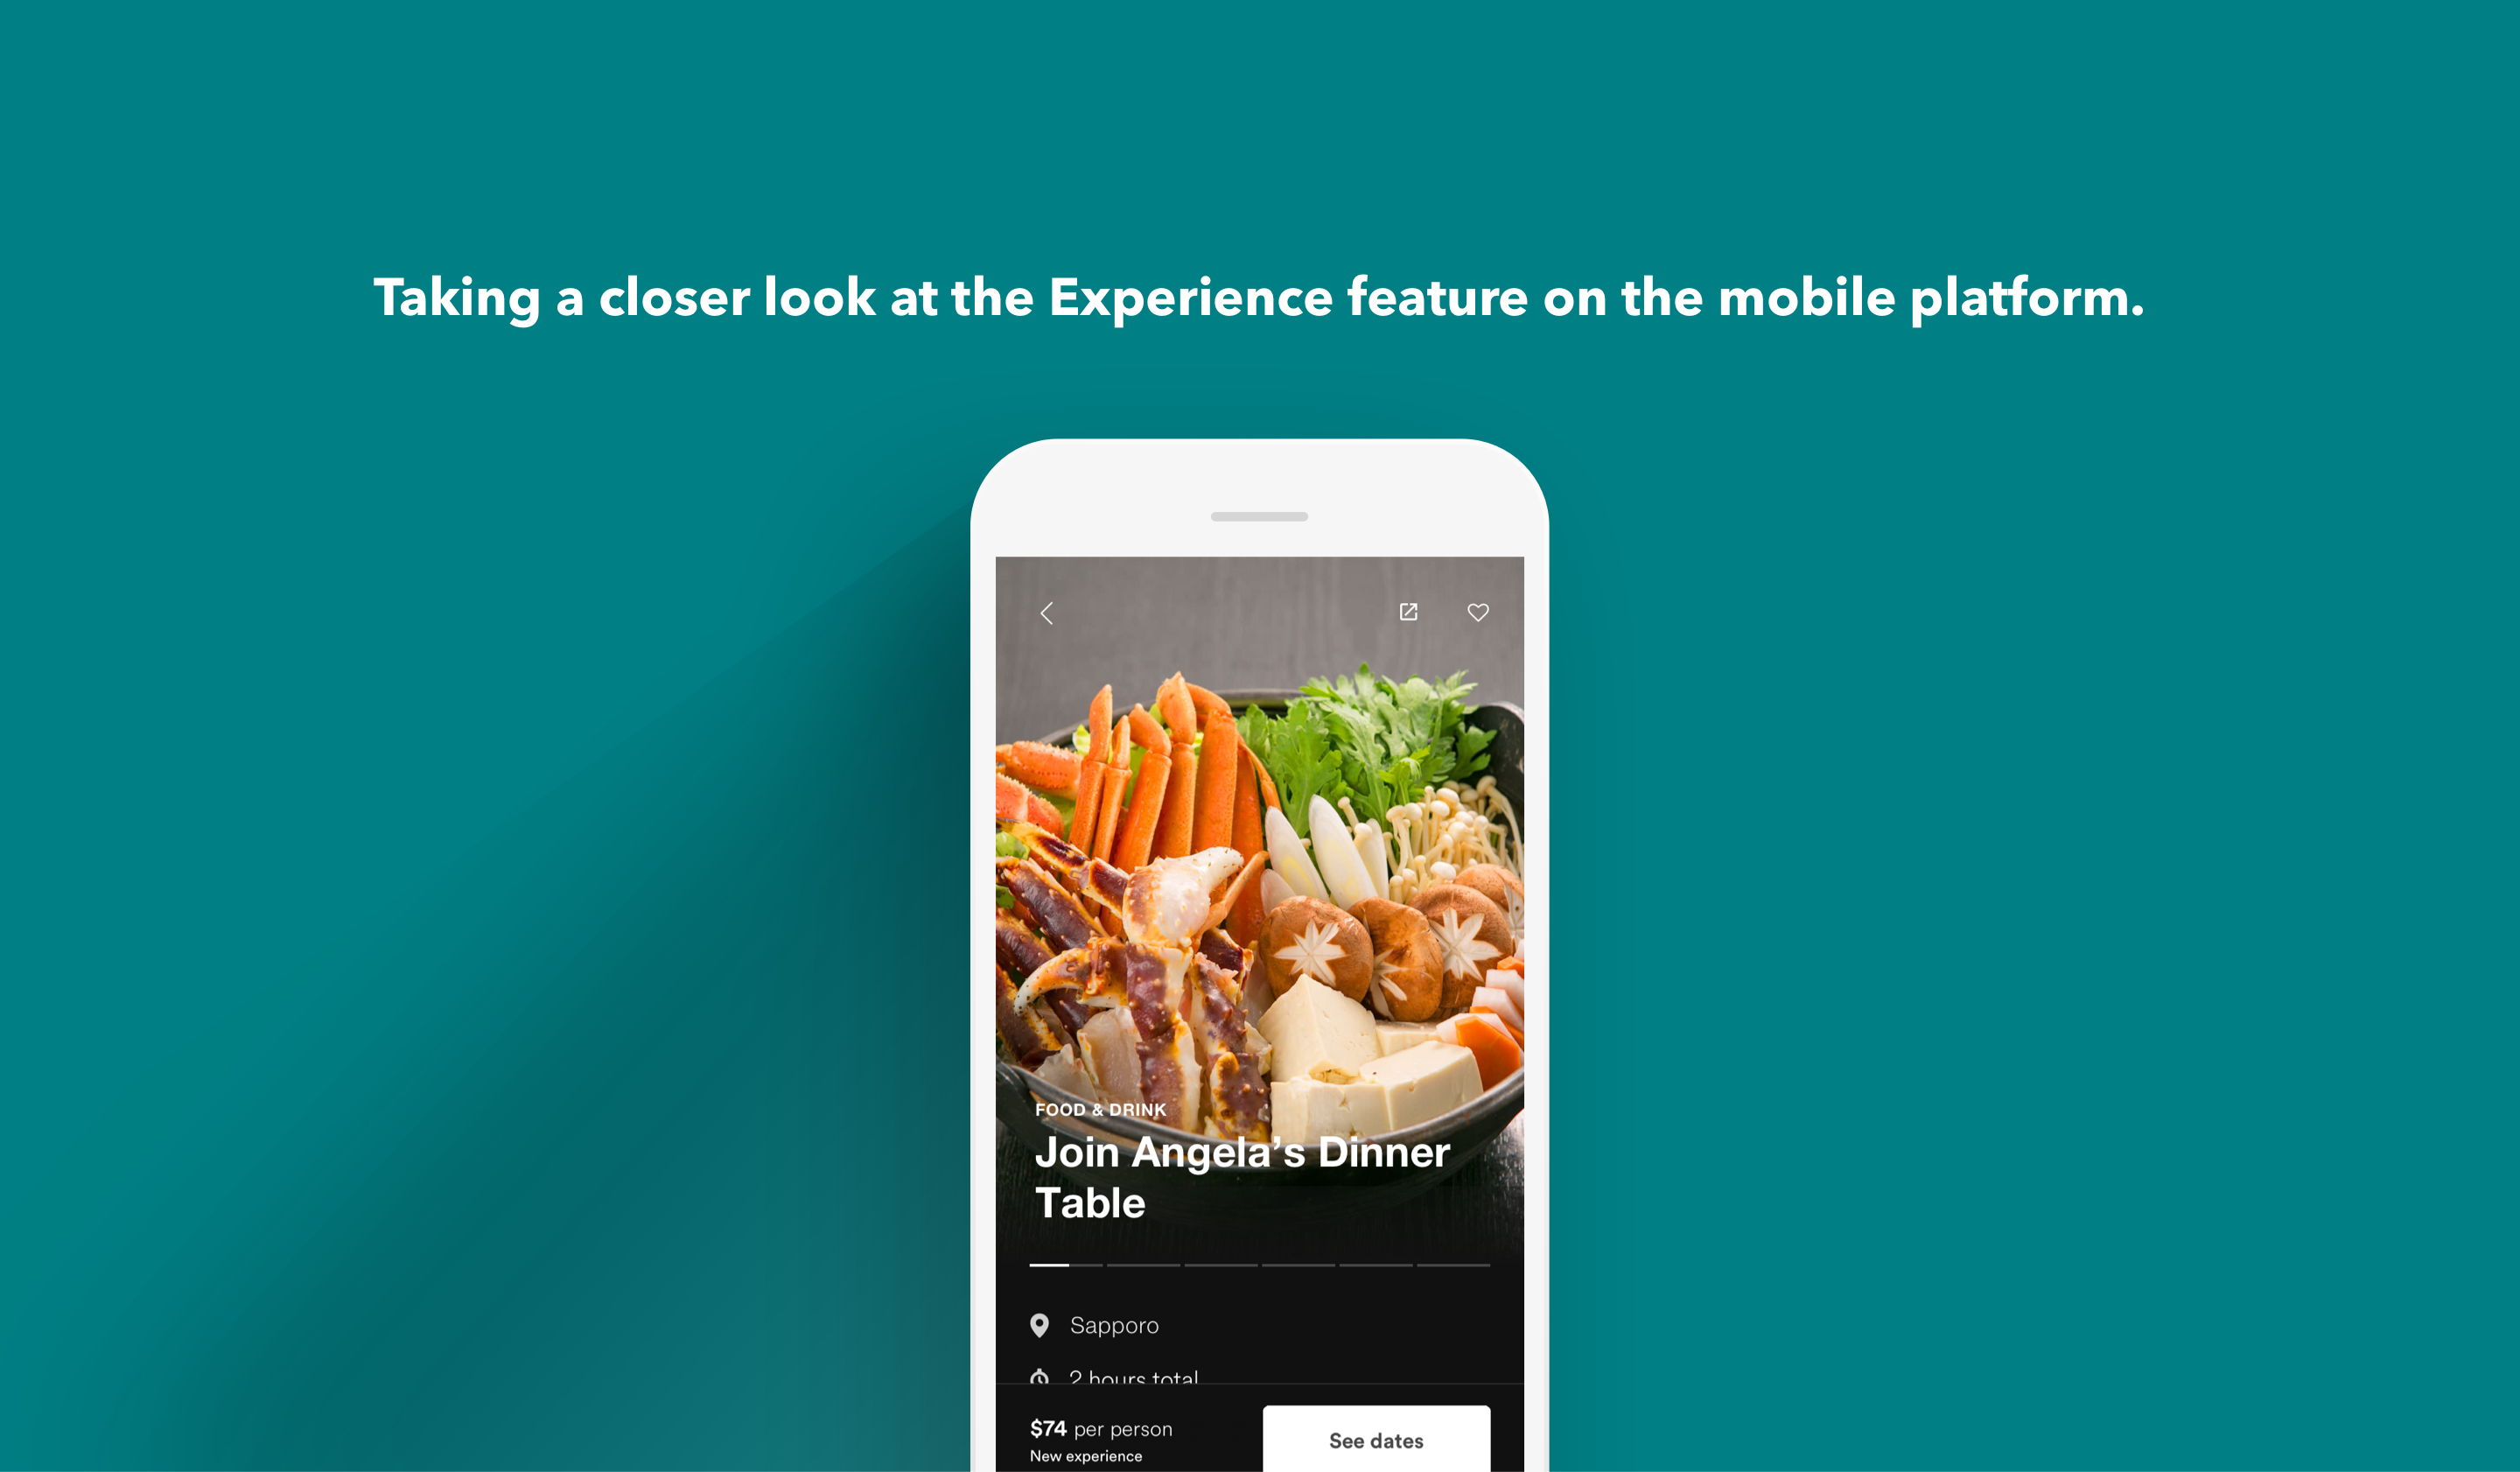 Taking a closer look at the Experience feature on the mobile platform.
FOOD & DRINK
Join Angela’s Dinner
Table
Sapporo
2 hours total
$74 per person
New experience
See dates